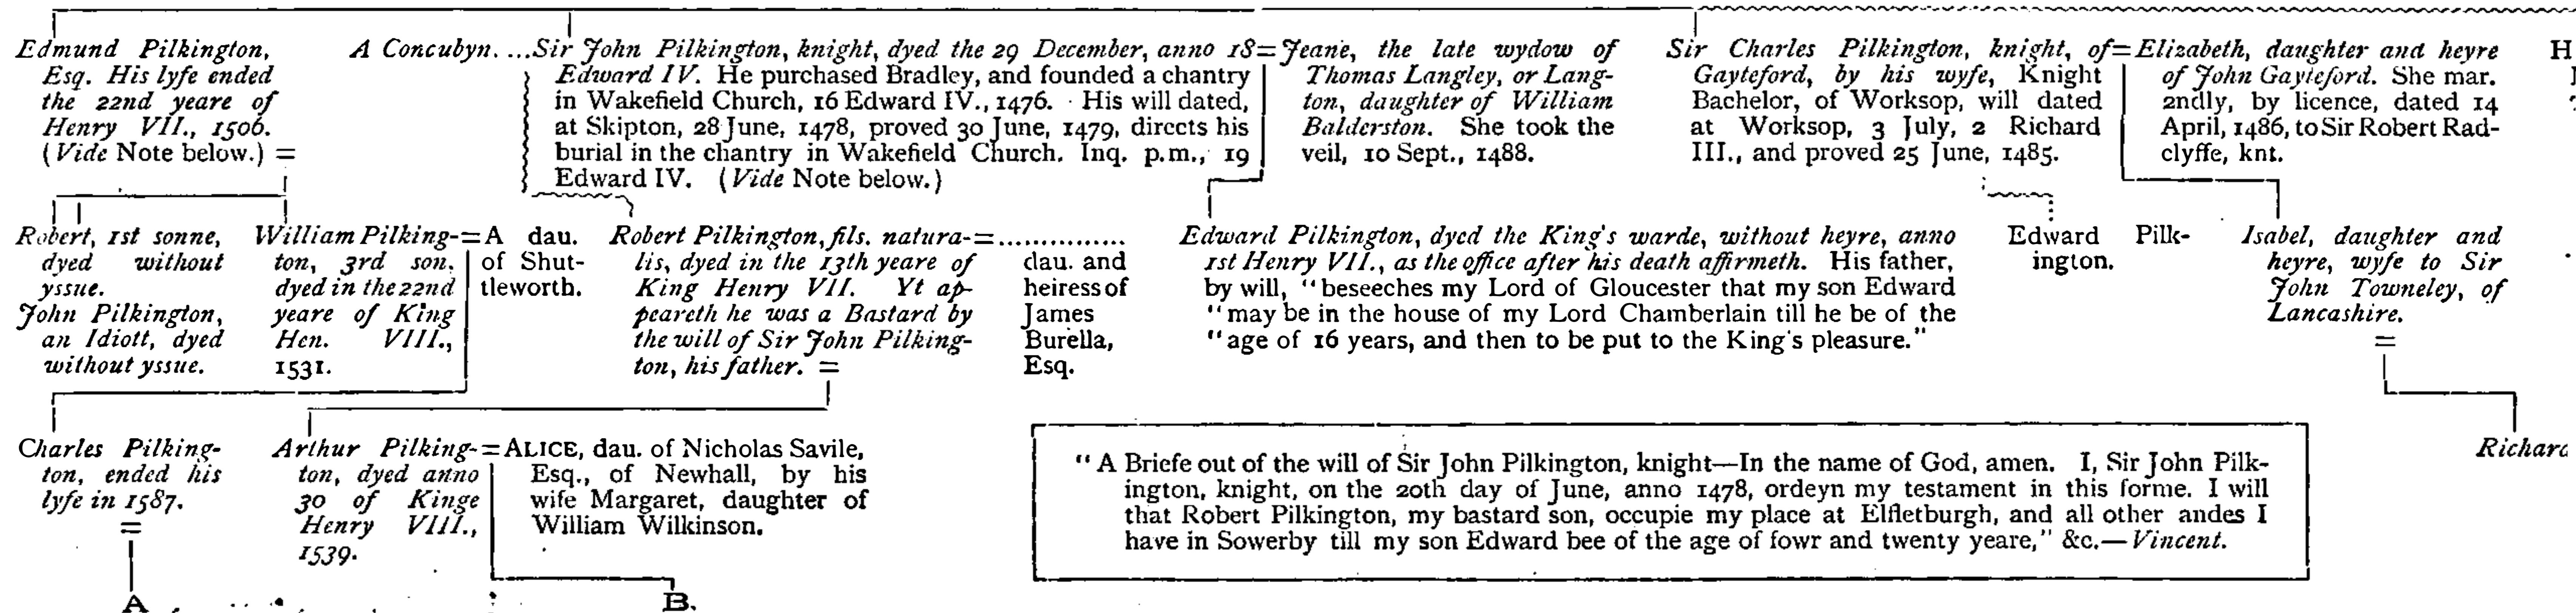 Edmund Pilkington,
Esq. His lyfe ended
the 22nd yeare of
Henry VII., 1506.
(Vide Note below.) =
A Concubyn. ...Sir John Pilkington, knight, dyed the 29 December, anno 18=
Edward IV. He purchased Bradley, and founded a chantry
in Wakefield Church, 16 Edward IV., 1476. His will dated,
at Skipton, 28 June, 1478, proved 30 June, 1479, directs his
burial in the chantry in Wakefield Church. Inq. p.m., 19
Edward IV. (Vide Note below.)
Jeane, the late wydow of
Thomas Langley, or Lang-
ton, daughter of William
Balderston. She took the
veil, 10 Sept., 1488.
Sir Charles Pilkington, knight, of=
Gayteford, by his wyfe, Knight
Bachelor, of Worksop, will dated
at Worksop, 3 July, 2 Richard
III., and proved 25 June, 1485.
Elizabeth, daughter and heyre
of John Gayteford. She mar.
2ndly, by licence, dated 14
April, 1486, to Sir Robert Rad-
clyffe, knt.
H
Robert, 1st sonne,
dyed without
yssue.
John Pilkington,
an Idiott, dyed
without yssue.
William Pilking-=
ton, 3rd son,
dyed in the 22nd
yeare of King
Hen. VIII.,
1531.
A dau.
of Shut-
tleworth.
Robert Pilkington, fils. natura-=
lis, dyed in the 13th yeare of
King Henry VII. Yt ap-
peareth he was a Bastard by
the will of Sir John Pilking-
ton, his father. =
...............
dau. and
heiress of
James
Burella,
Esq.
Edward Pilkington, dyed the King's warde, without heyre, anno
1st Henry VII., as the office after his death affirmeth. His father,
by will, "beseeches my Lord of Gloucester that my son Edward
"may be in the house of my Lord Chamberlain till he be of the
"age of 16 years, and then to be put to the King's pleasure."
Edward Pilk-
ington.
Isabel, daughter and
heyre, wyfe to Sir
John Towneley, of
Lancashire.
=
Charles Pilking-
ton, ended his
lyfe in 1587.
=
A
Arthur Pilking-=
ton, dyed anno
30 of Kinge
Henry VIII.,
1539.
ALICE, dau. of Nicholas Savile,
Esq., of Newhall, by his
wife Margaret, daughter of
William Wilkinson.
B.
"A Briefe out of the will of Sir John Pilkington, knight—In the name of God, amen. I, Sir John Pilk-
ington, knight, on the 20th day of June, anno 1478, ordeyn my testament in this forme. I will
that Robert Pilkington, my bastard son, occupie my place at Elfletburgh, and all other andes I
have in Sowerby till my son Edward bee of the age of fowr and twenty yeare," &c.—Vincent.
Richard